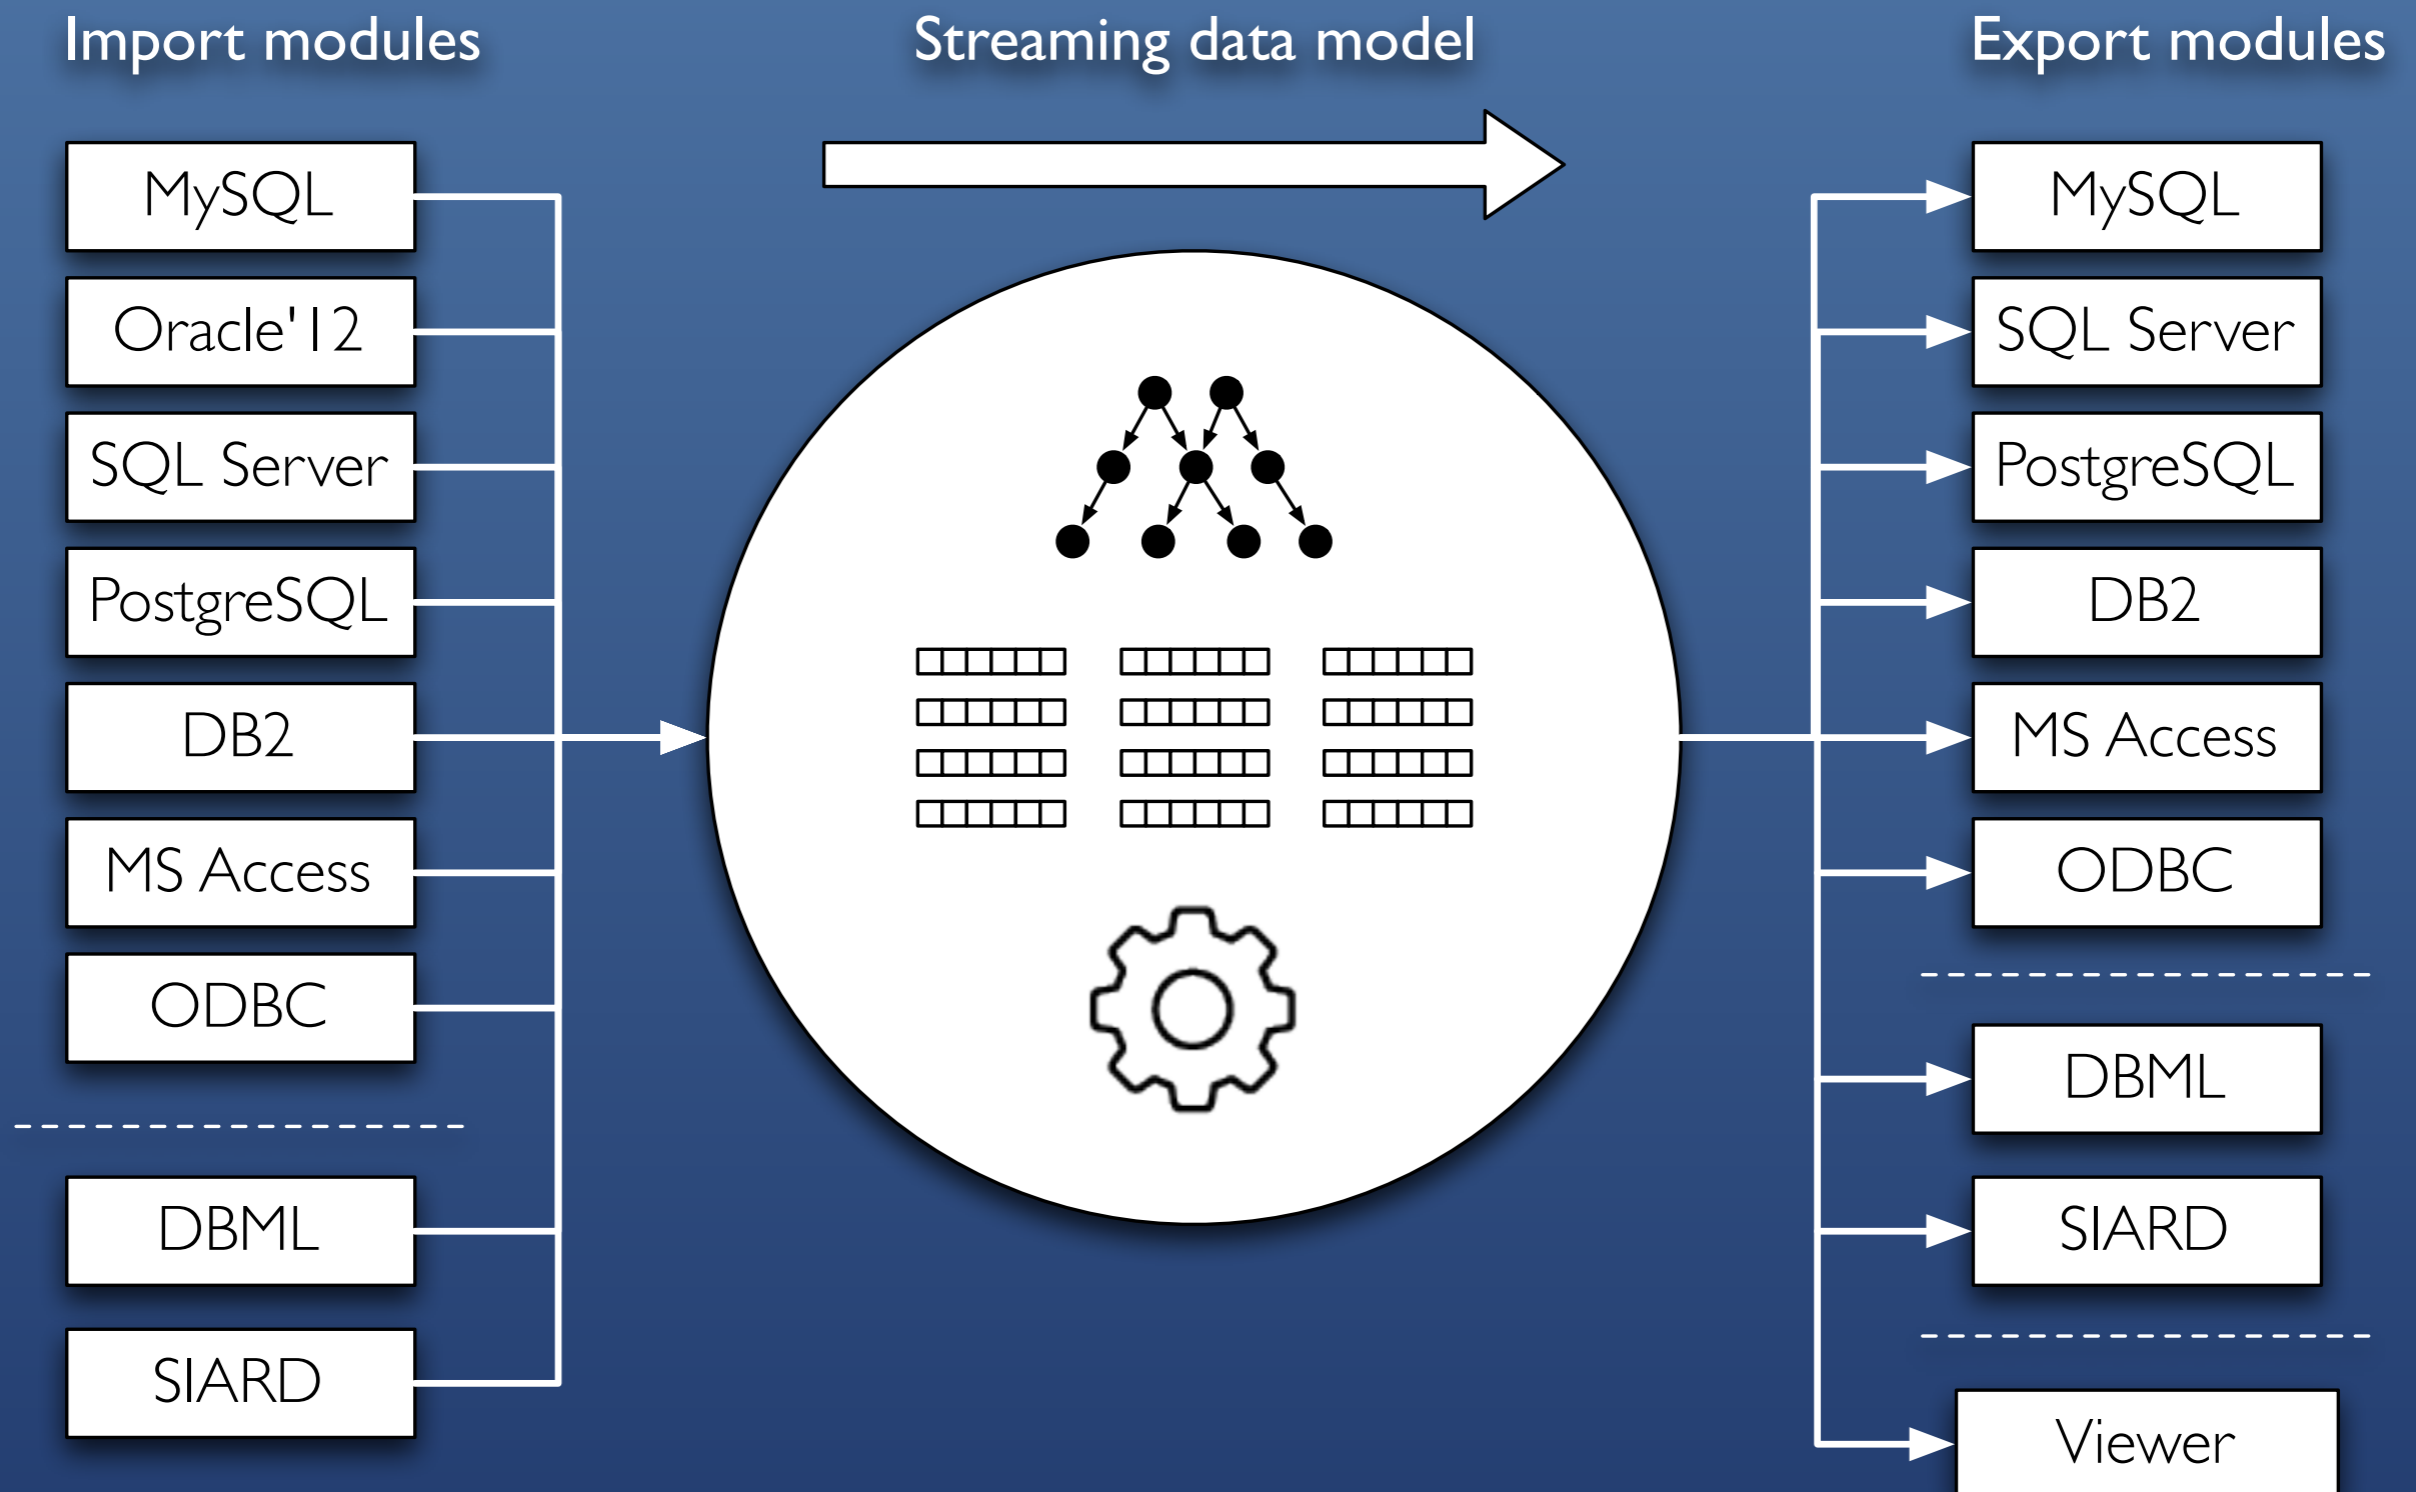 Import modules
Streaming data model
Export modules
MySQL
Oracle'12
SQL Server
PostgreSQL
DB2
MS Access
ODBC
DBML
SIARD
MySQL
SQL Server
PostgreSQL
DB2
MS Access
ODBC
DBML
SIARD
Viewer